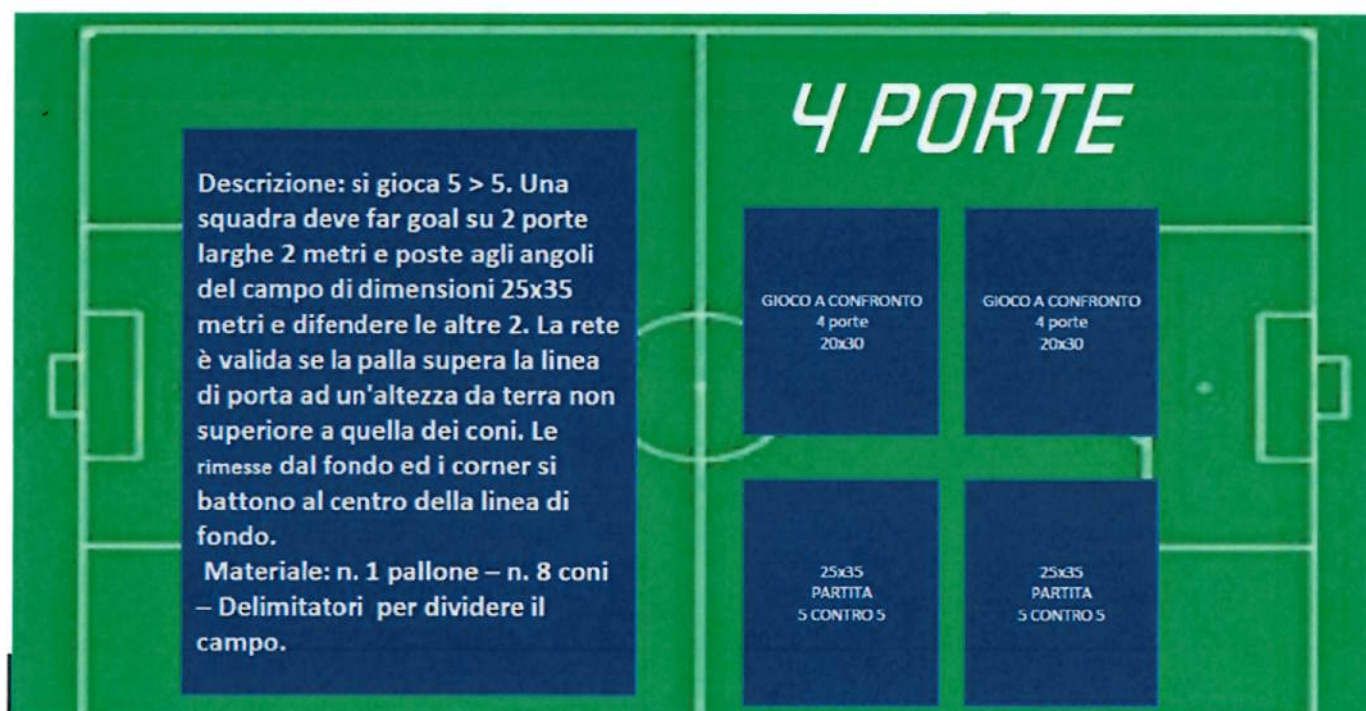 4 PORTE
Descrizione: si gioca 5 > 5. Una
squadra deve far goal su 2 porte
larghe 2 metri e poste agli angoli
del campo di dimensioni 25x35
metri e difendere le altre 2. La rete
è valida se la palla supera la linea
di porta ad un'altezza da terra non
superiore a quella dei coni. Le
rimesse dal fondo ed i corner si
battono al centro della linea di
fondo.
Materiale: n. 1 pallone – n. 8 coni
– Delimitatori per dividere il
campo.
GIOCO A CONFRONTO
4 porte
20x30
GIOCO A CONFRONTO
4 porte
20x30
25x35
PARTITA
5 CONTRO 5
25x35
PARTITA
5 CONTRO 5